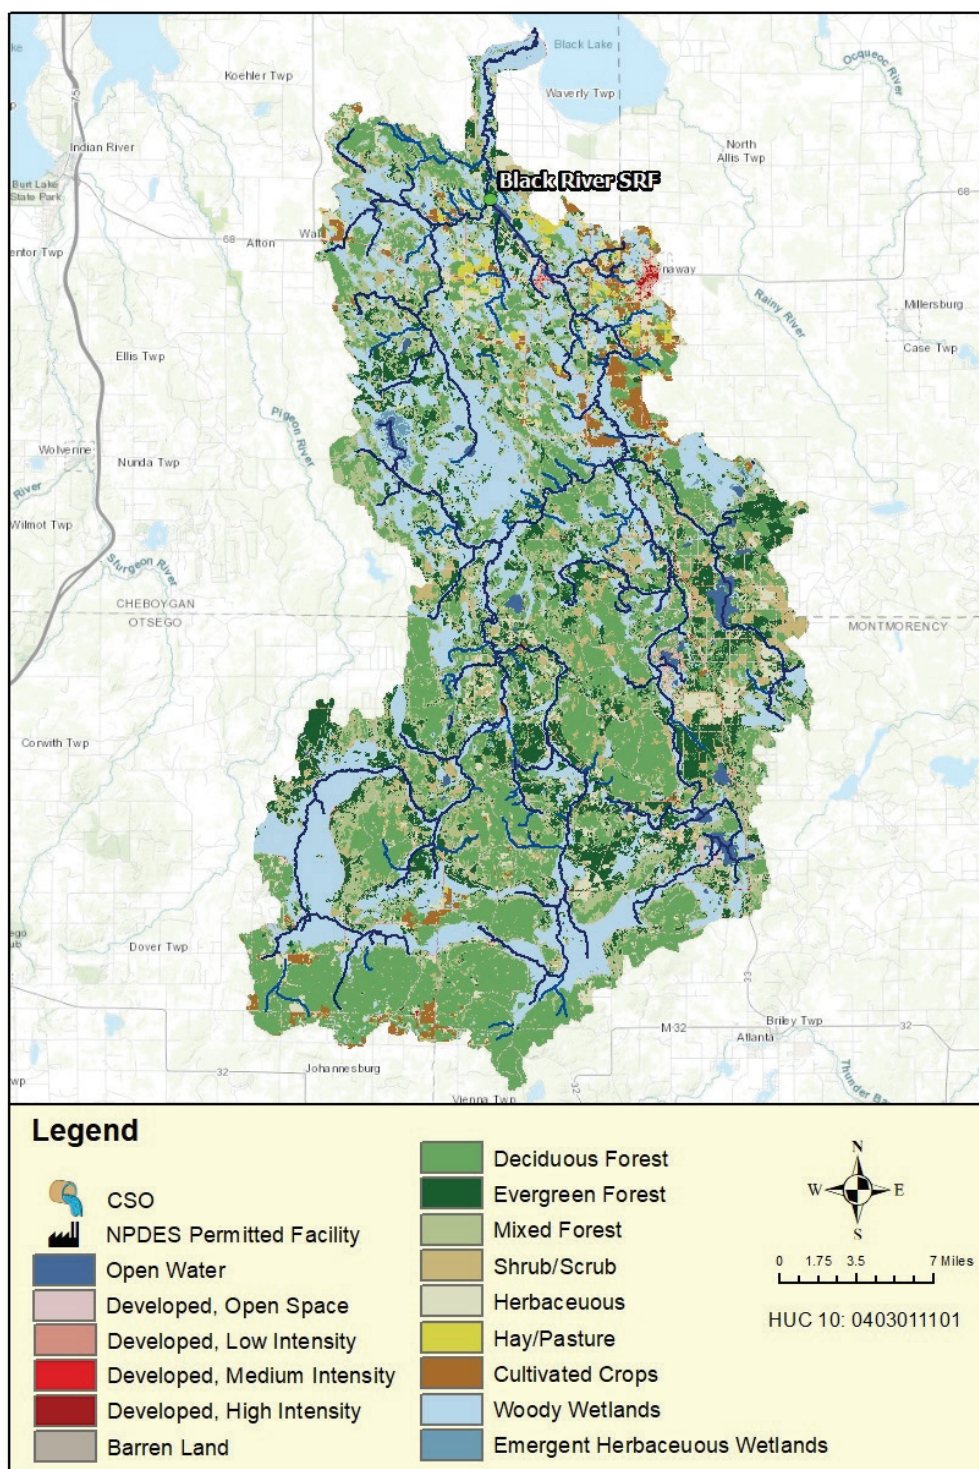 Black Lake
Ocqueoc River
Koehler Twp
Waverly Twp
75
Indian River
North
Allis Twp
Burt Lake
State Park
Black River SRF
68
entor Twp
Afton
68
naway
Rainy River
Millersburg
Case Twp
Ellis Twp
Pigeon River
Wolverine
Nunda Twp
River
Wilmot Twp
Sturgeon River
CHEBOYGAN
OTSEGO
MONTMORENCY
Corwith Twp
Dover Twp
33
M-32
Briley Twp
32
Atlanta
32
Johannesburg
32
Vienna Twp
Thunder Ba
wp
Legend
CSO
NPDES Permitted Facility
Open Water
Developed, Open Space
Developed, Low Intensity
Developed, Medium Intensity
Developed, High Intensity
Barren Land
Deciduous Forest
Evergreen Forest
Mixed Forest
Shrub/Scrub
Herbaceuous
Hay/Pasture
Cultivated Crops
Woody Wetlands
Emergent Herbaceuous Wetlands
N
W E
S
0 1.75 3.5 7 Miles
HUC 10: 0403011101